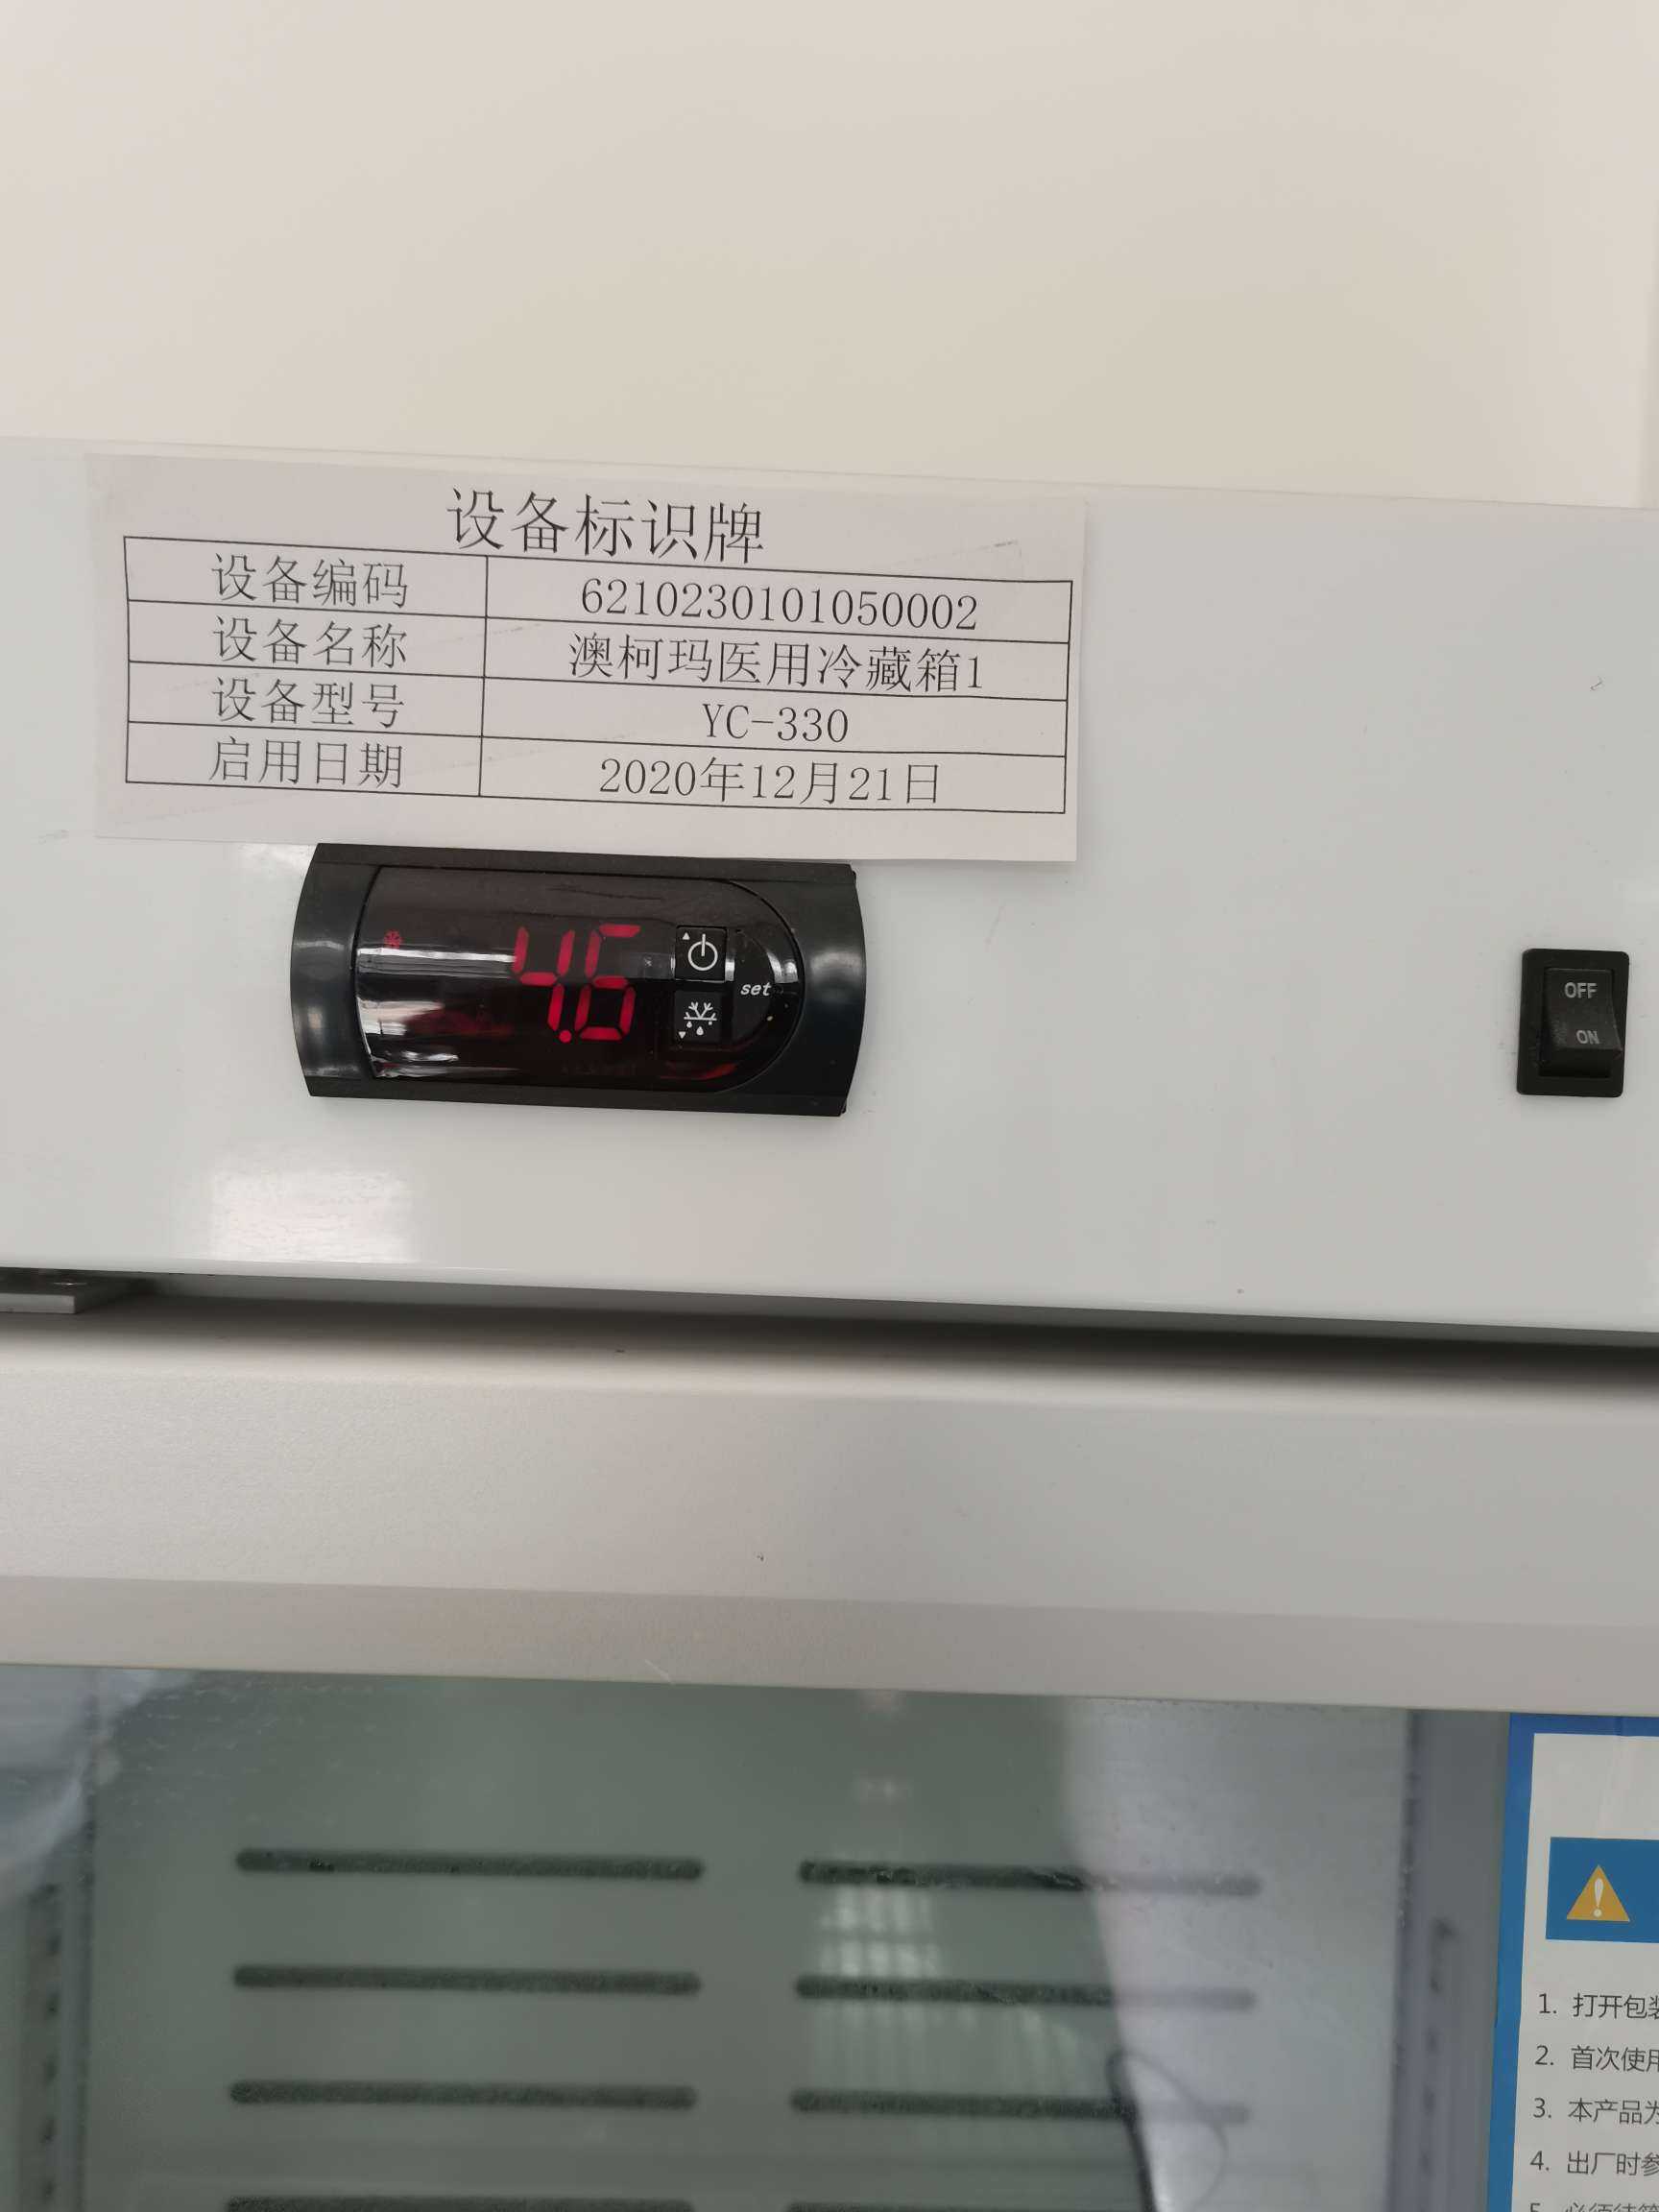 设备标识牌
设备编码 6210230101050002
设备名称 澳柯玛医用冷藏箱1
设备型号 YC-330
启用日期 2020年12月21日
4.6
set
OFF
ON
1. 打开包装
2. 首次使用
3. 本产品为
4. 出厂时参